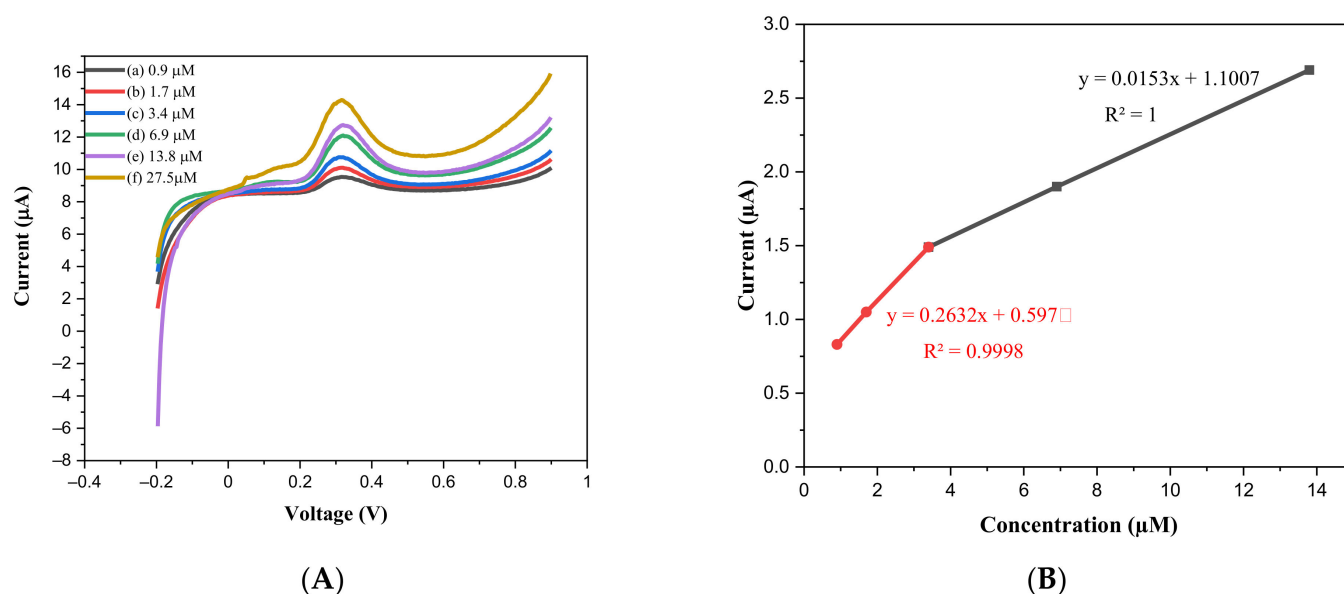 16
14
12
10
8
6
4
2
0
–2
–4
–6
–8
Current (µA)
(a) 0.9 µM
(b) 1.7 µM
(c) 3.4 µM
(d) 6.9 µM
(e) 13.8 µM
(f) 27.5µM
–0.4 –0.2 0 0.2 0.4 0.6 0.8 1
Voltage (V)
(A)
3.0
2.5
2.0
1.5
1.0
0.5
0.0
Current (µA)
y = 0.0153x + 1.1007
R² = 1
y = 0.2632x + 0.597□
R² = 0.9998
0 2 4 6 8 10 12 14
Concentration (µM)
(B)